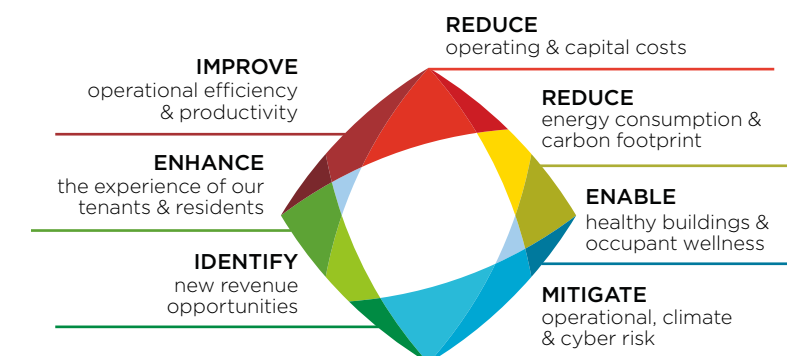 REDUCE
operating & capital costs
IMPROVE
operational efficiency
& productivity
REDUCE
energy consumption &
carbon footprint
ENHANCE
the experience of our
tenants & residents
ENABLE
healthy buildings &
occupant wellness
IDENTIFY
new revenue
opportunities
MITIGATE
operational, climate
& cyber risk